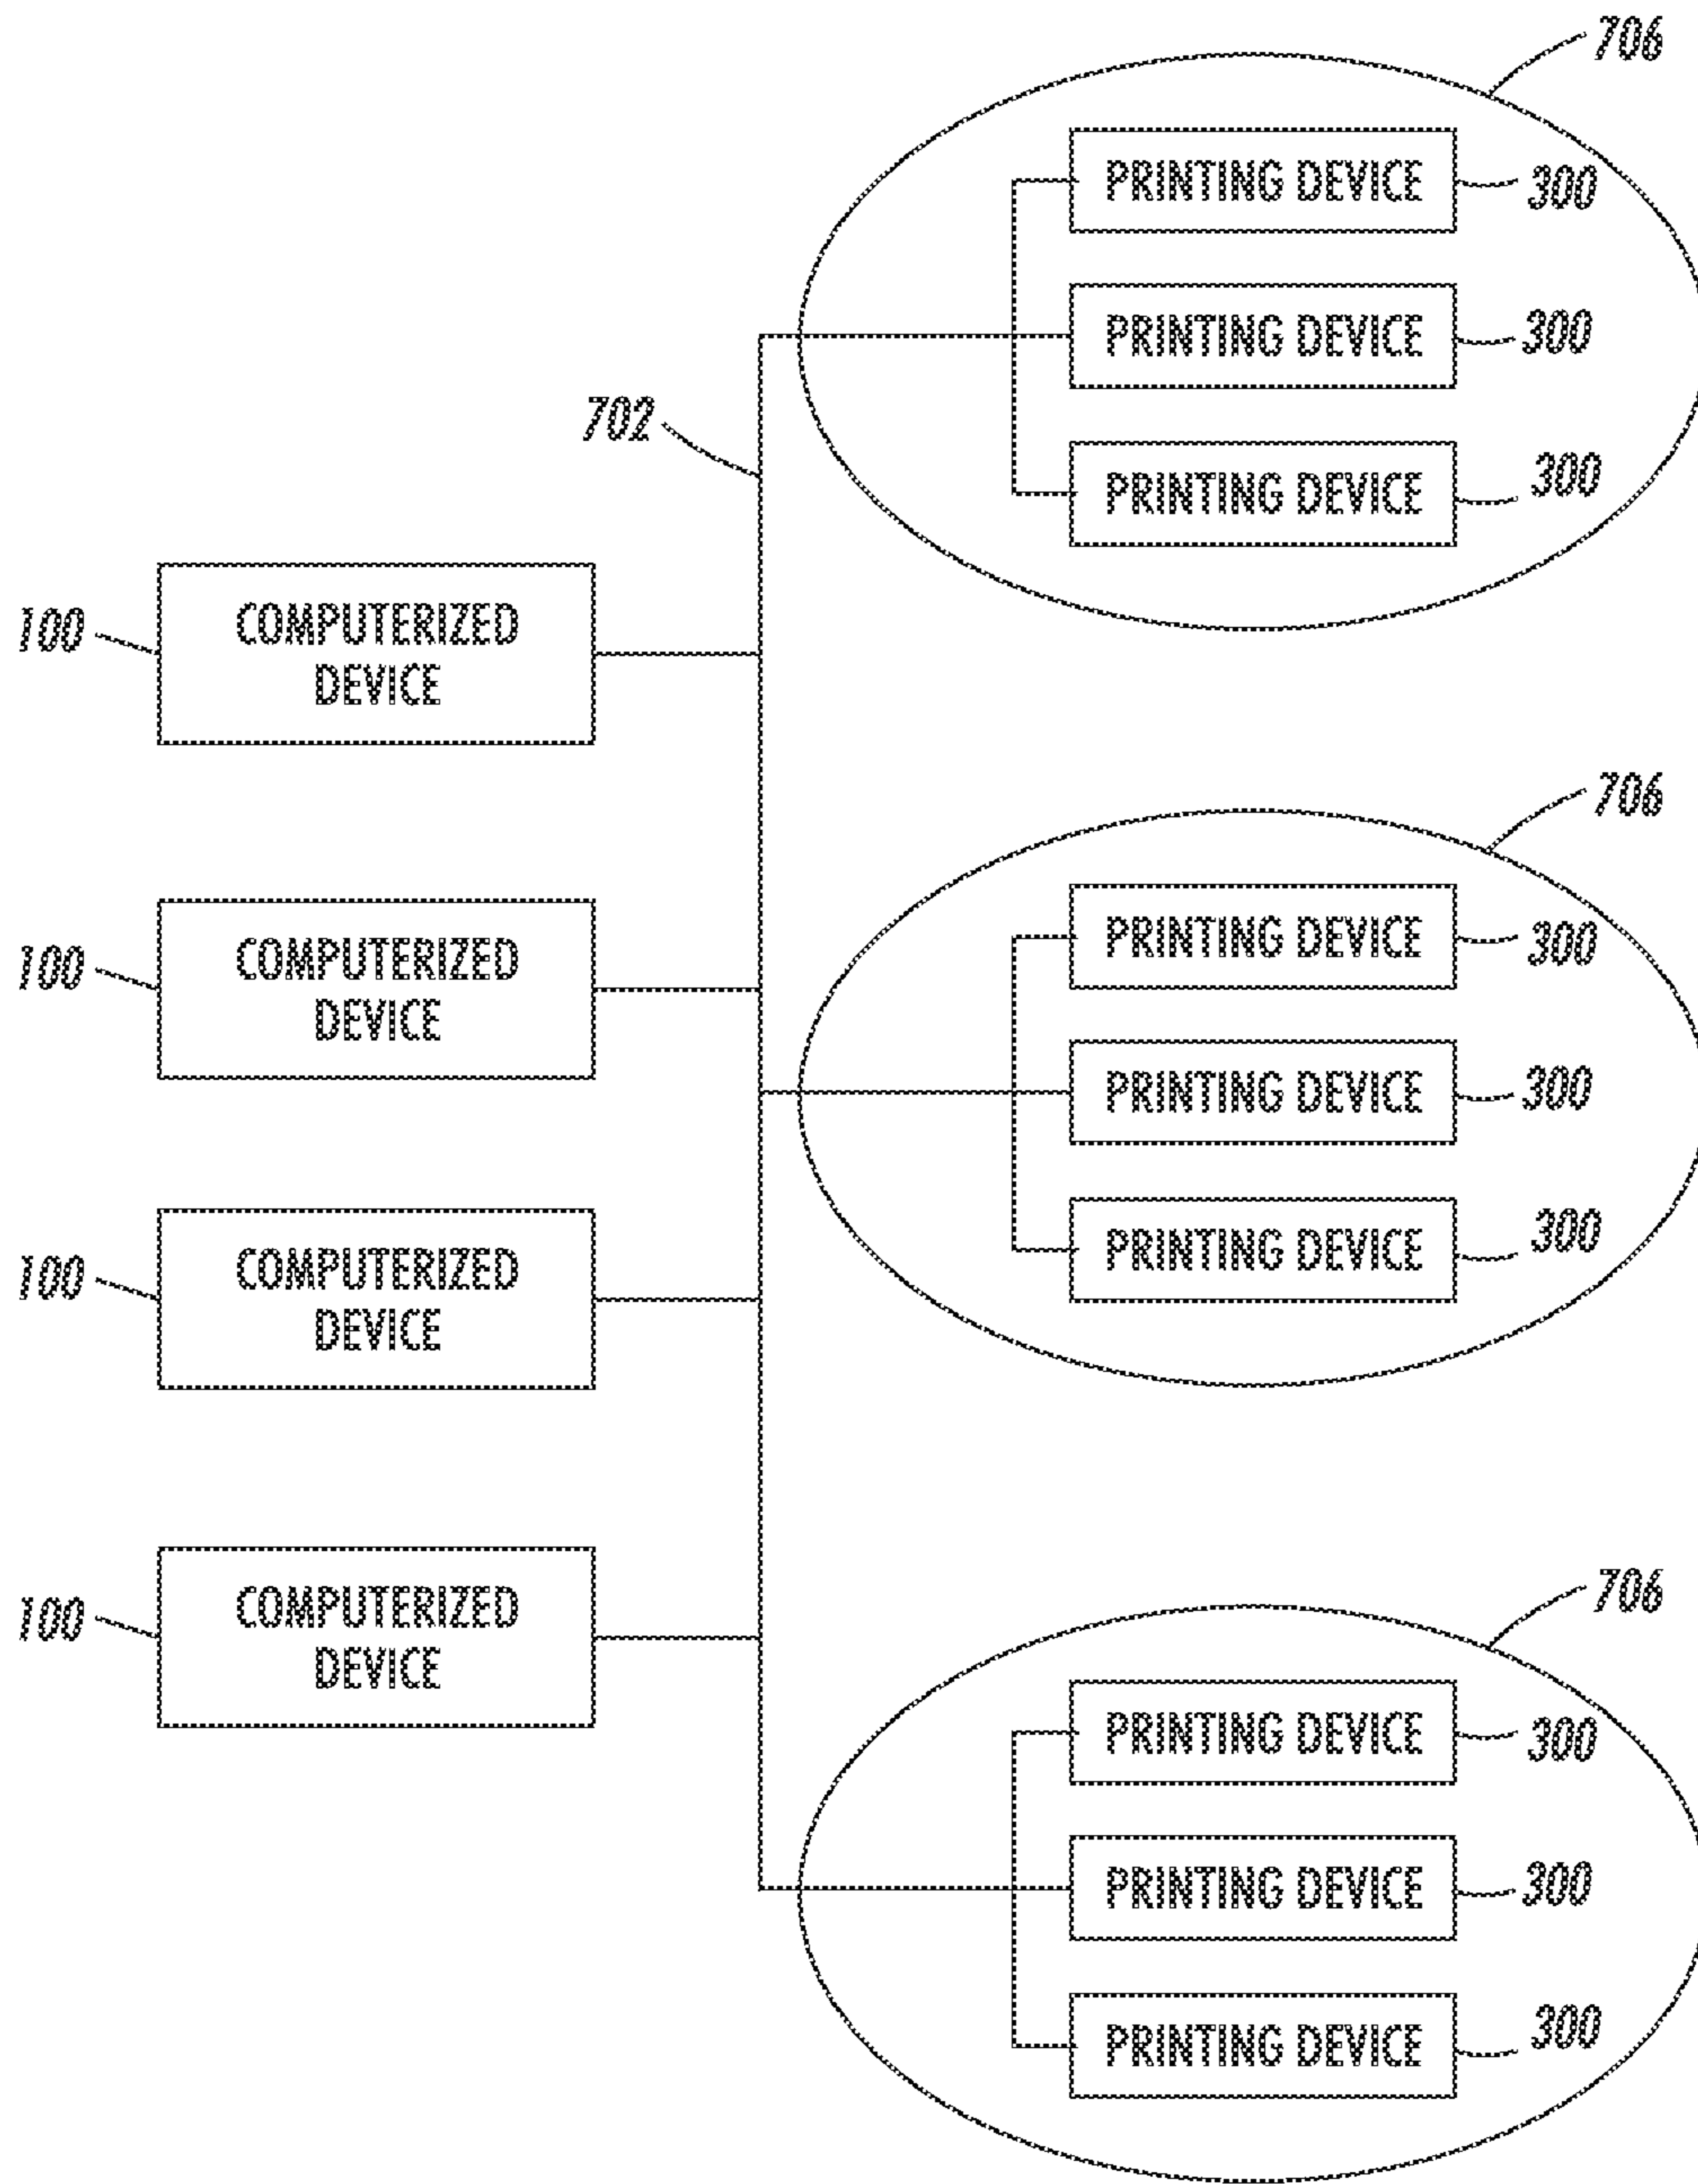 706
PRINTING DEVICE
300
PRINTING DEVICE
300
702
PRINTING DEVICE
300
100
COMPUTERIZED
DEVICE
706
100
COMPUTERIZED
DEVICE
PRINTING DEVICE
300
PRINTING DEVICE
300
100
COMPUTERIZED
DEVICE
PRINTING DEVICE
300
100
COMPUTERIZED
DEVICE
706
PRINTING DEVICE
300
PRINTING DEVICE
300
PRINTING DEVICE
300